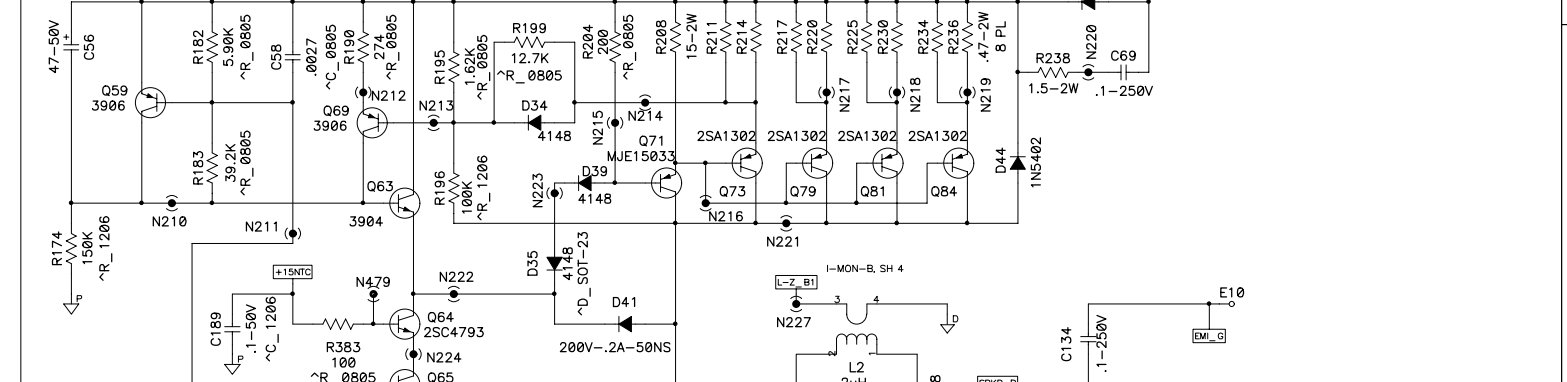 47-50V
+
C56
Q59
3906
R182
5.90K
^R_0805
R183
39.2K
^R_0805
N210
R174
150K
^R_1206
P
C58
.0027
^C_0805
N211
R190
274
^R_0805
N212
Q69
3906
N213
R195
1.62K
^R_0805
R196
100K
^R_1206
Q63
3904
R199
12.7K
^R_0805
D34
4148
R204
200
^R_0805
N215
N214
Q71
MJE15033
R208
15-2W
D39
4148
N223
D35
4148
^D_SOT-23
D41
200V-.2A-50NS
R211
R214
R217
R220
R225
R230
R234
R236
.47-2W
8 PL
N217
N218
N219
2SA1302
2SA1302
2SA1302
2SA1302
Q73
Q79
Q81
Q84
N216
N221
D44
1N5402
N220
R238
1.5-2W
C69
.1-250V
+15NTC
N479
N222
C189
.1-50V
^C_1206
P
R383
100
^R_0805
Q64
2SC4793
N224
Q65
I-MON-B, SH 4
L-Z_B1
N227
3
4
D
2
1
L2
2uH
C134
.1-250V
E10
EMI_G